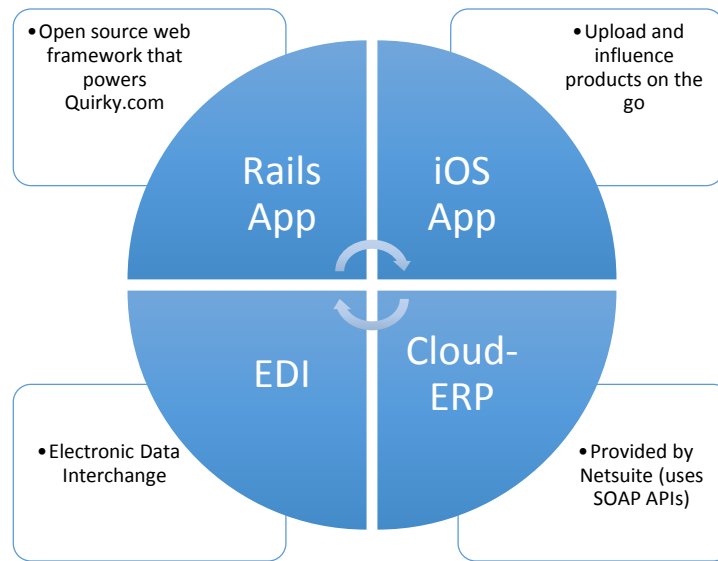 •Open source web
framework that
powers
Quirky.com
•Upload and
influence
products on the
go
Rails
App
iOS
App
EDI
Cloud-
ERP
•Electronic Data
Interchange
•Provided by
Netsuite (uses
SOAP APIs)